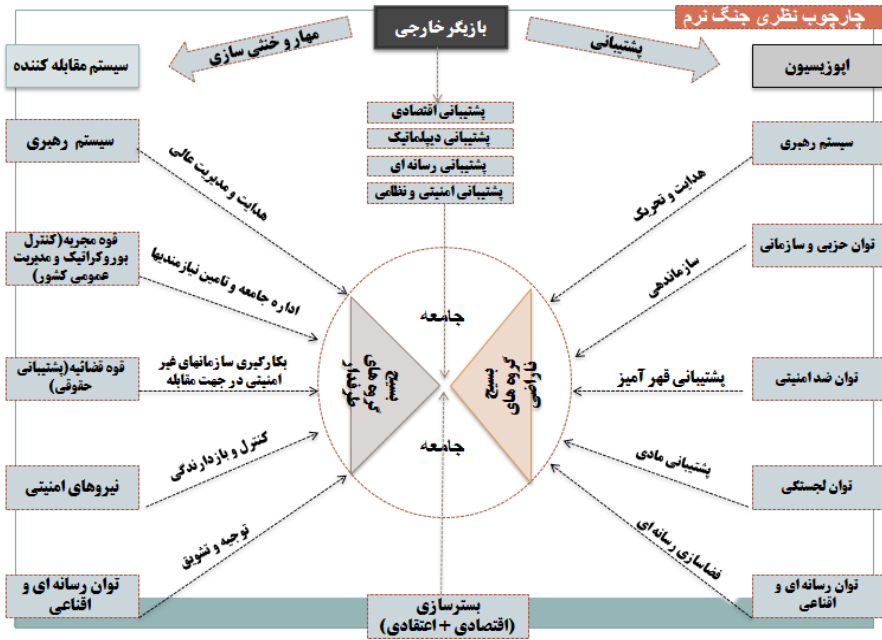 چارچوب نظری جنگ نرم
بازیگر خارجی
پشتیبانی
مهار و خنثی سازی
اپوزیسیون
سیستم مقابله کننده
پشتیبانی اقتصادی
پشتیبانی دیپلماتیک
پشتیبانی رسانه ای
پشتیبانی امنیتی و نظامی
سیستم رهبری
هدایت و تحریک
توان حزبی و سازمانی
سازماندهی
توان ضد امنیتی
پشتیبانی قهر آمیز
توان لجستگی
پشتیبانی مادی
توان رسانه ای و
اقناعی
فضاسازی رسانه ای
جامعه
بسیج
گروه های
ناراضی
بسیج
گروه های
طرفدار
جامعه
سیستم رهبری
هدایت و مدیریت عالی
قوه مجریه(کنترل
بوروکراتیک و مدیریت
عمومی کشور)
اداره جامعه و تامین نیازمندیها
قوه قضائیه(پشتیبانی
حقوقی)
بکارگیری سازمانهای غیر
امنیتی در جهت مقابله
نیروهای امنیتی
کنترل و بازدارندگی
توان رسانه ای و
اقناعی
توجیه و تشویق
بسترسازی
(اقتصادی + اعتقادی)